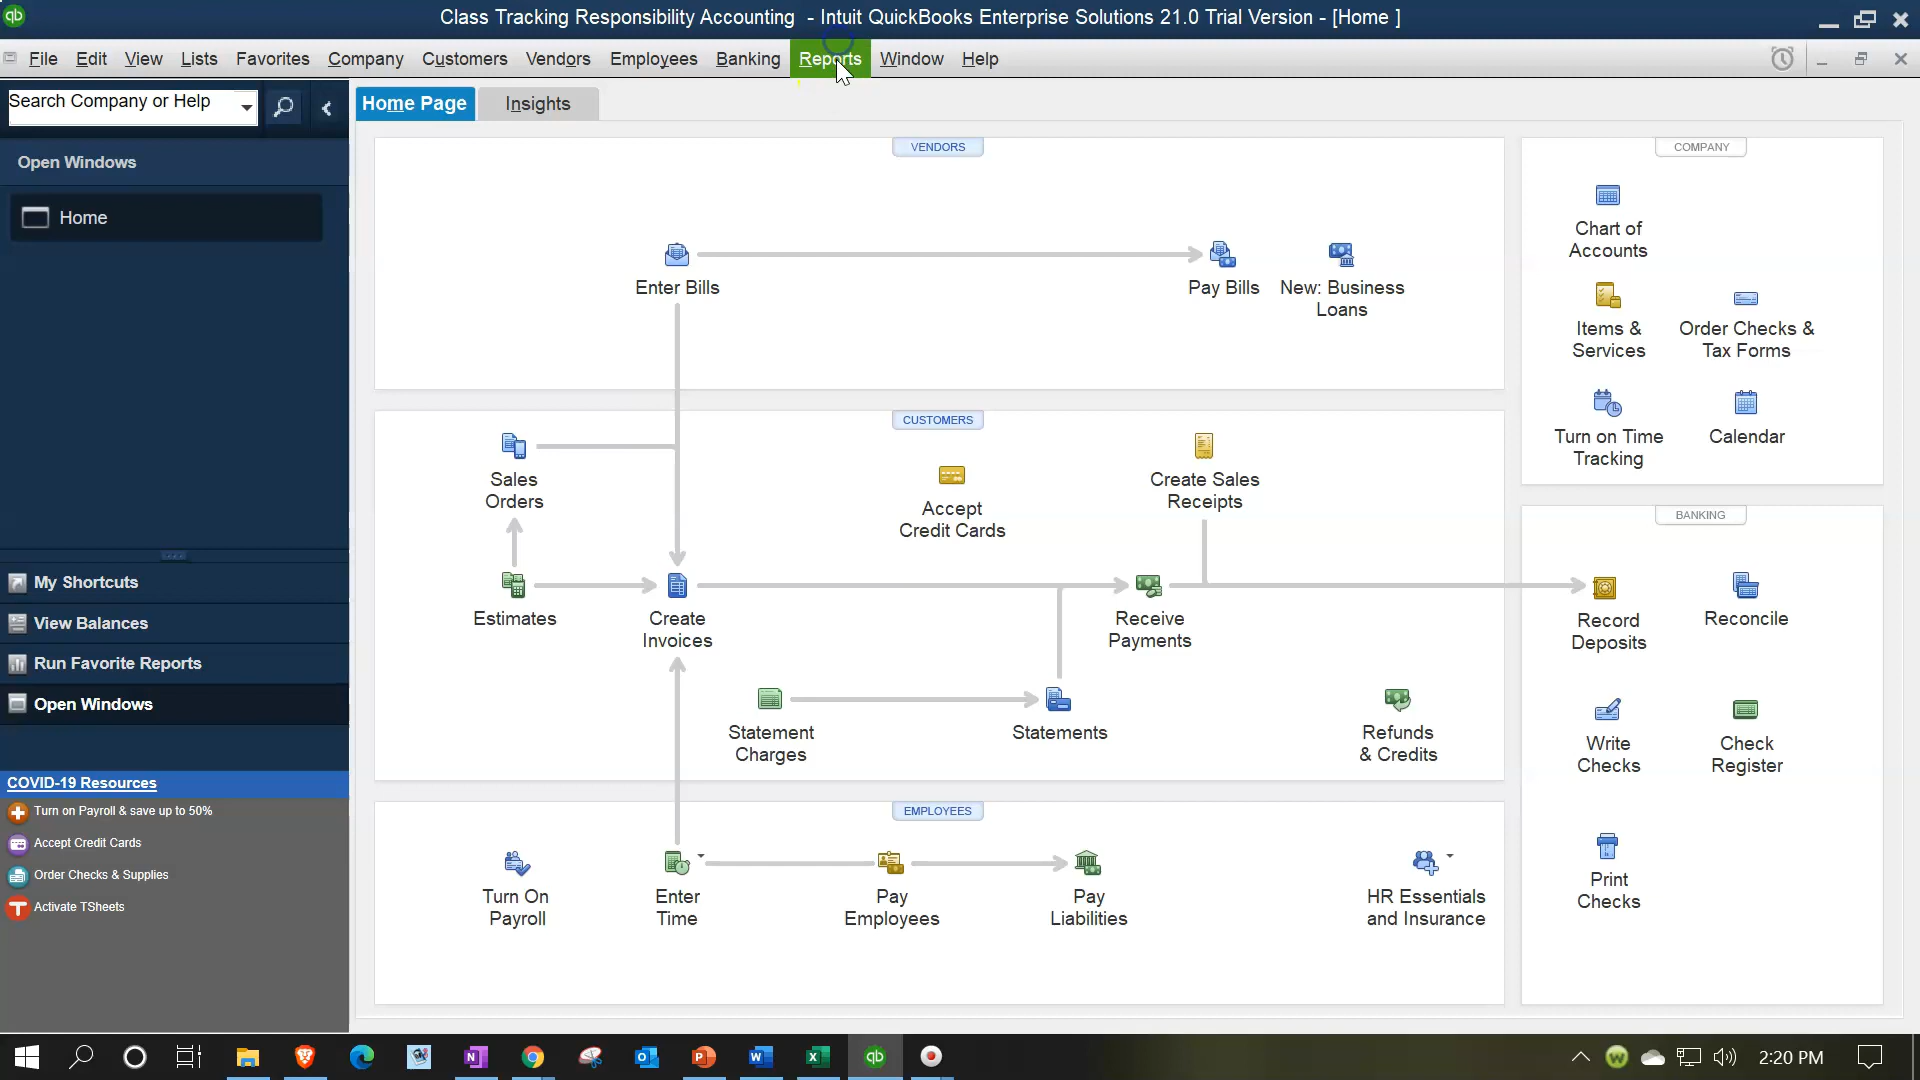 qb
Class Tracking Responsibility Accounting - Intuit QuickBooks Enterprise Solutions 21.0 Trial Version - [Home ]
File Edit View Lists Favorites Company Customers Vendors Employees Banking Reports Window Help
Search Company or Help
Home Page Insights
Open Windows
Home
My Shortcuts
View Balances
Run Favorite Reports
Open Windows
COVID-19 Resources
Turn on Payroll & save up to 50%
Accept Credit Cards
Order Checks & Supplies
Activate TSheets
VENDORS
Enter Bills
Pay Bills
New: Business
Loans
CUSTOMERS
Sales
Orders
Accept
Credit Cards
Create Sales
Receipts
Estimates
Create
Invoices
Receive
Payments
Statement
Charges
Statements
Refunds
& Credits
EMPLOYEES
Turn On
Payroll
Enter
Time
Pay
Employees
Pay
Liabilities
HR Essentials
and Insurance
COMPANY
Chart of
Accounts
Items &
Services
Order Checks &
Tax Forms
Turn on Time
Tracking
Calendar
BANKING
Record
Deposits
Reconcile
Write
Checks
Check
Register
Print
Checks
2:20 PM